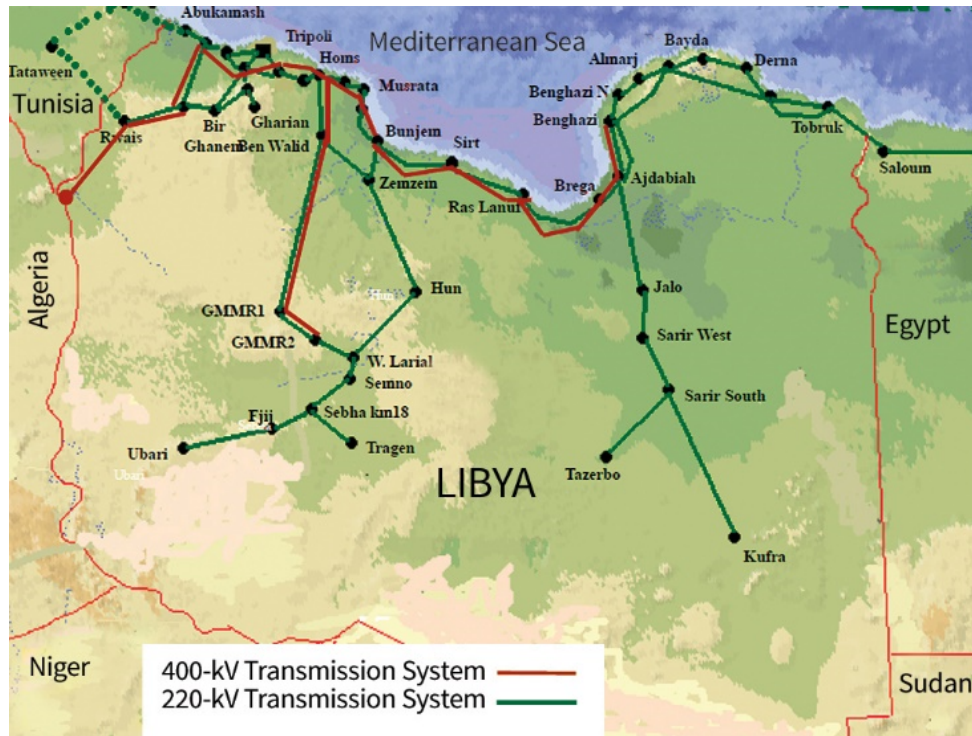 Abukamash
Tripoli
Mediterranean Sea
Bayda
Homs
Almarj
Derna
Tataween
Musrata
Benghazi N
Tunisia
Rwais
Bir
Ghanem
Gharian
Ben Walid
Bunjem
Sirt
Benghazi
Tobruk
Saloum
Zemzem
Ras Lanuf
Brega
Ajdabiah
Algeria
Hun
Jalo
GMMR1
GMMR2
Sarir West
Egypt
W. Larial
Semno
Sarir South
Fjij
Sebha km18
Ubari
Tragen
Tazerbo
LIBYA
Ubari
Kufra
Niger
400-kV Transmission System
220-kV Transmission System
Sudan